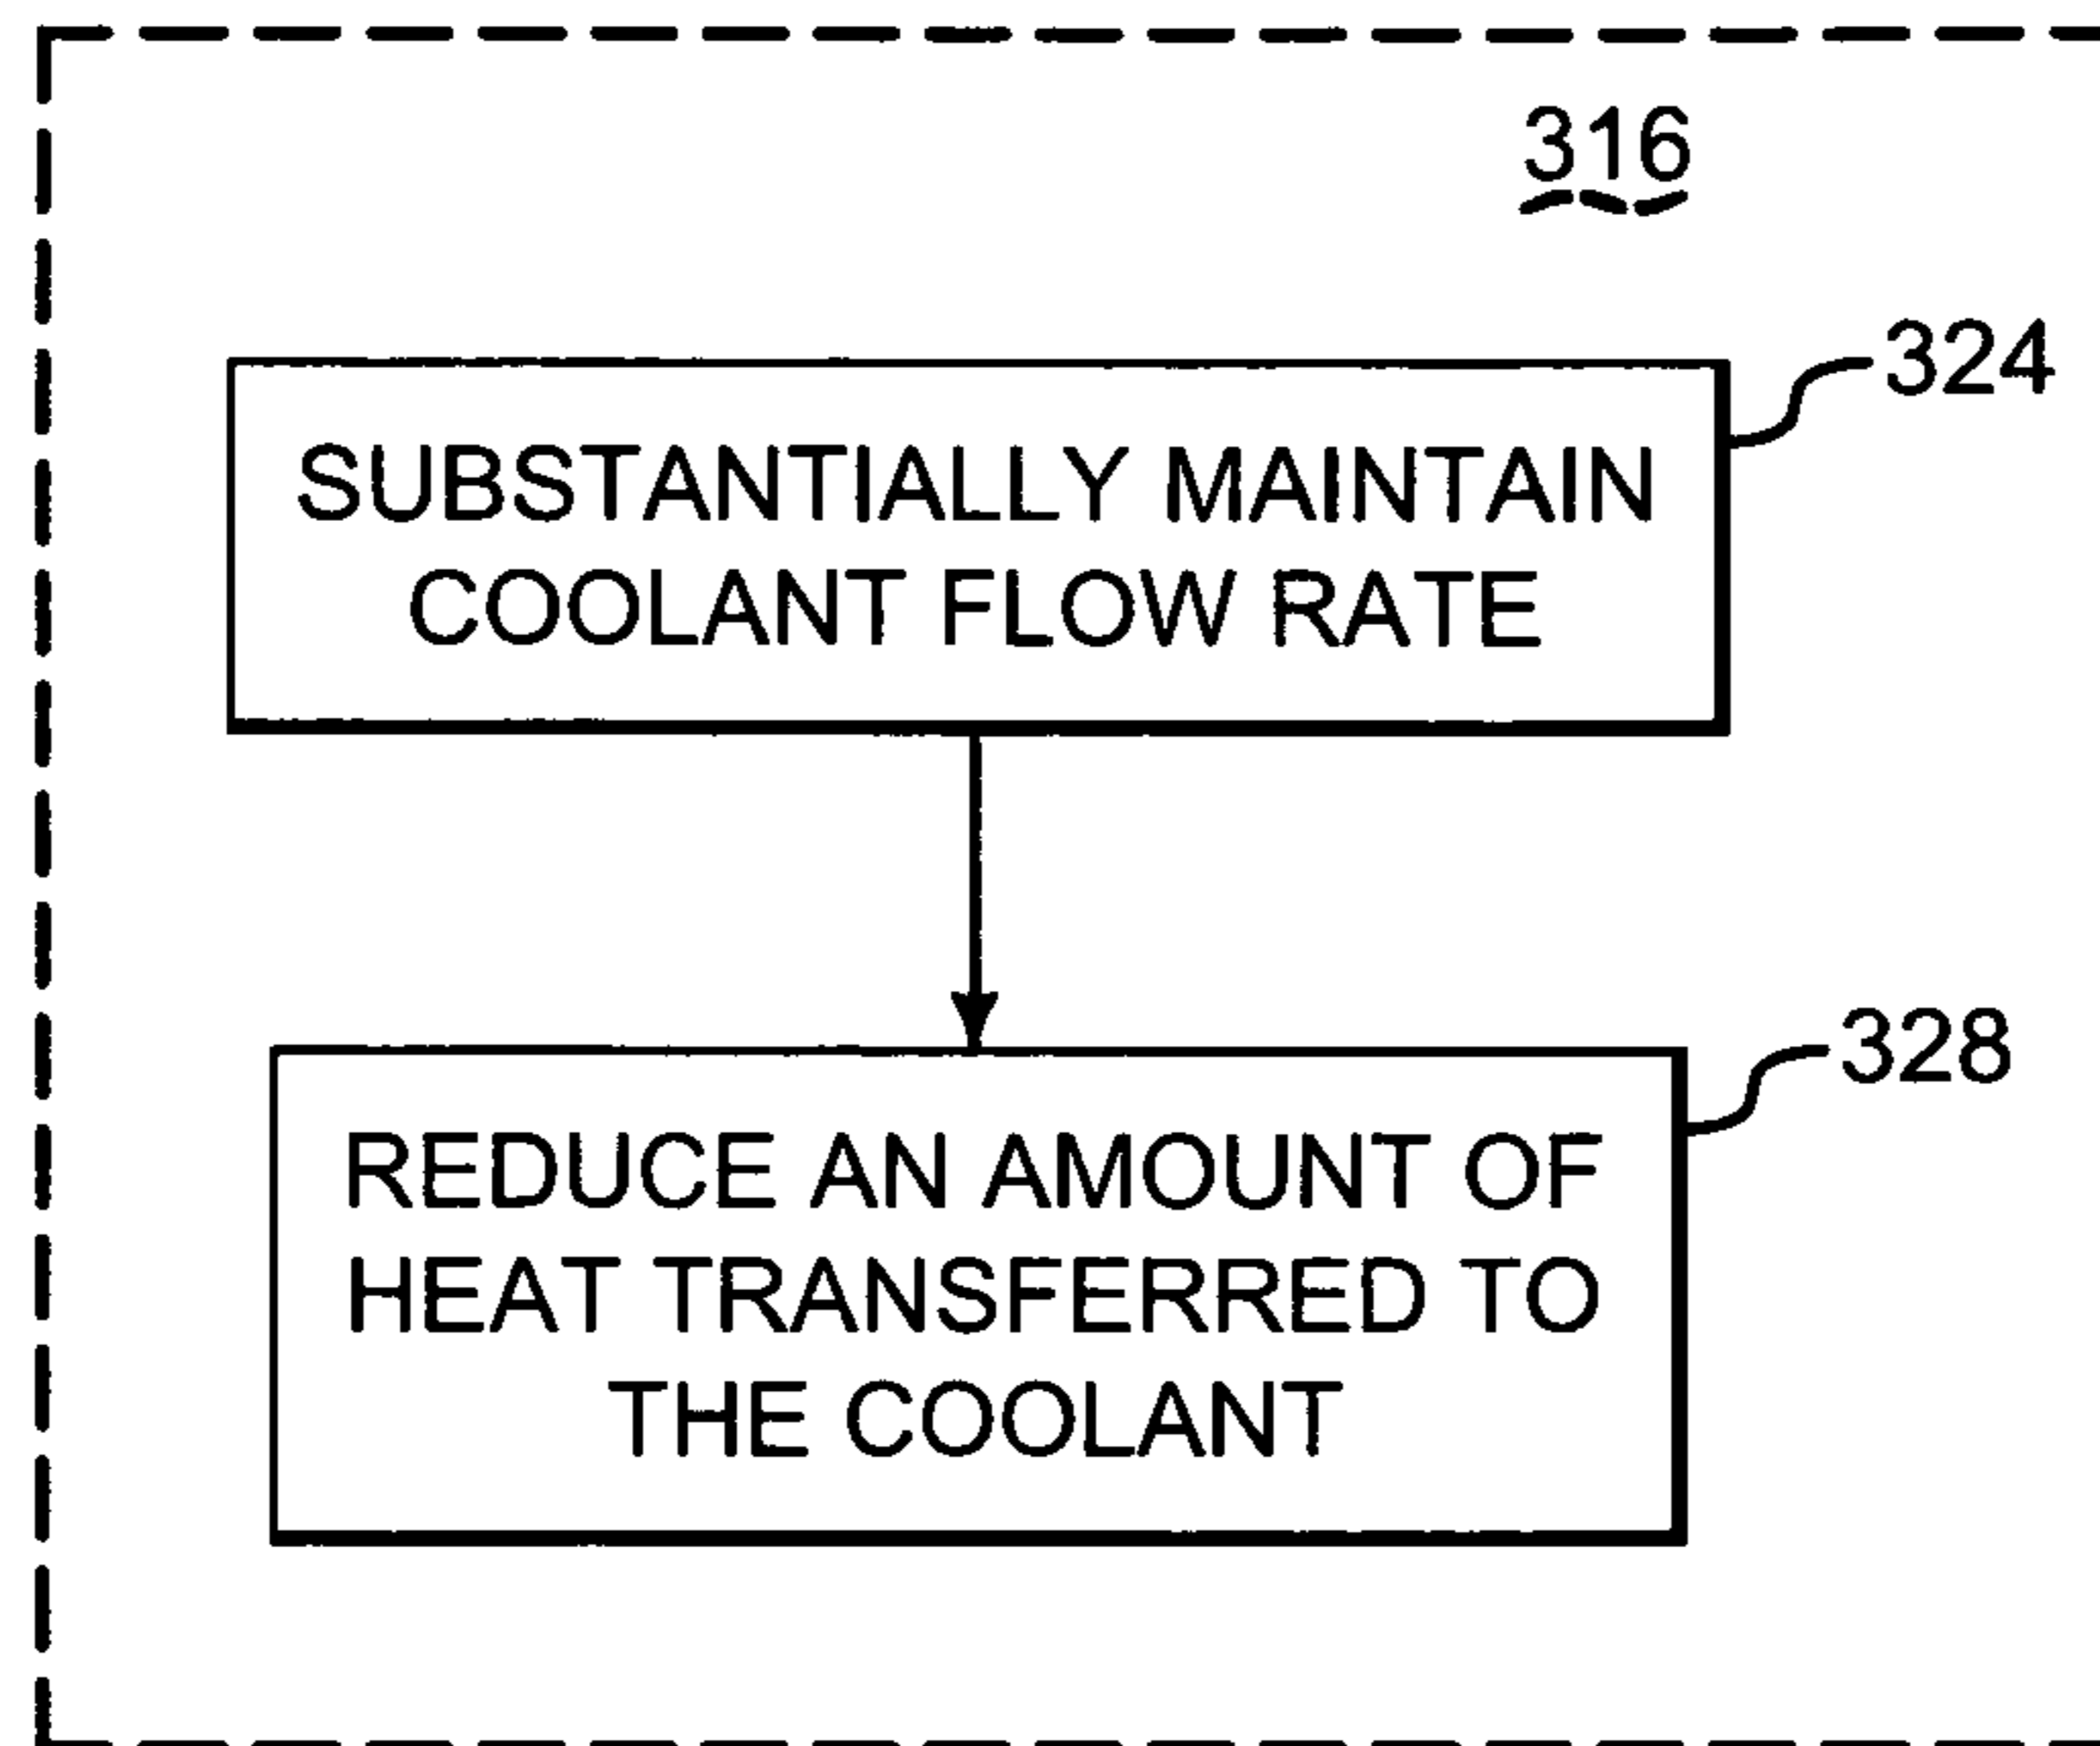 316
324
SUBSTANTIALLY MAINTAIN
COOLANT FLOW RATE
328
REDUCE AN AMOUNT OF
HEAT TRANSFERRED TO
THE COOLANT